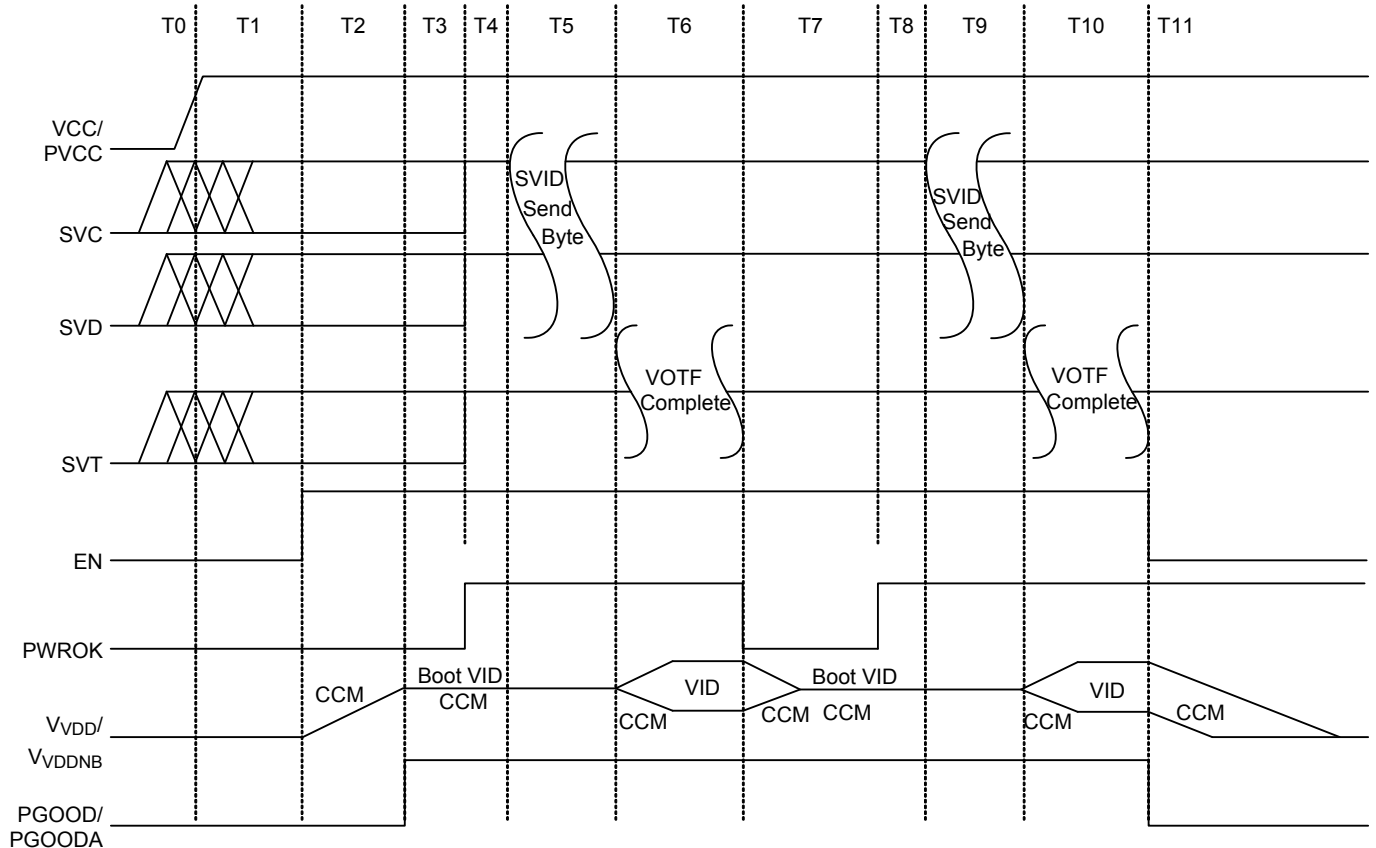 T0 T1 T2 T3 T4 T5 T6 T7 T8 T9 T10 T11
VCC/
PVCC
SVID
Send
Byte
SVID
Send
Byte
SVC
SVD
VOTF
Complete
VOTF
Complete
SVT
EN
PWROK
CCM
Boot VID
CCM
CCM
VID
CCM CCM
Boot VID
CCM
VID
CCM
VVDD/
VVDDNB
PGOOD/
PGOODA